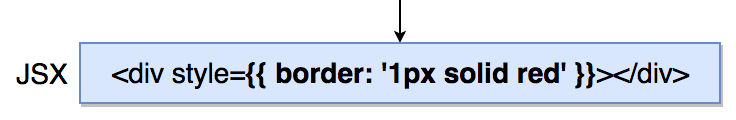 JSX <div style={{ border: '1px solid red' }}></div>